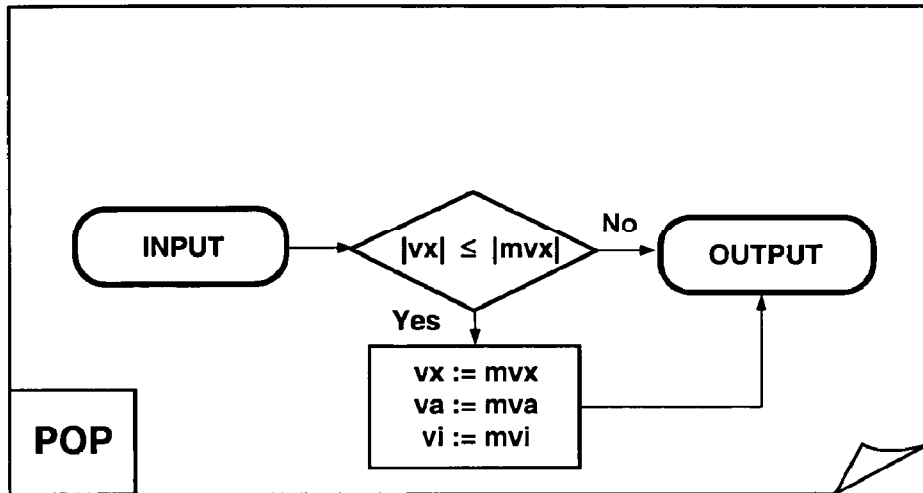 INPUT
|vx| ≤ |mvx|
No
OUTPUT
Yes
vx := mvx
va := mva
vi := mvi
POP